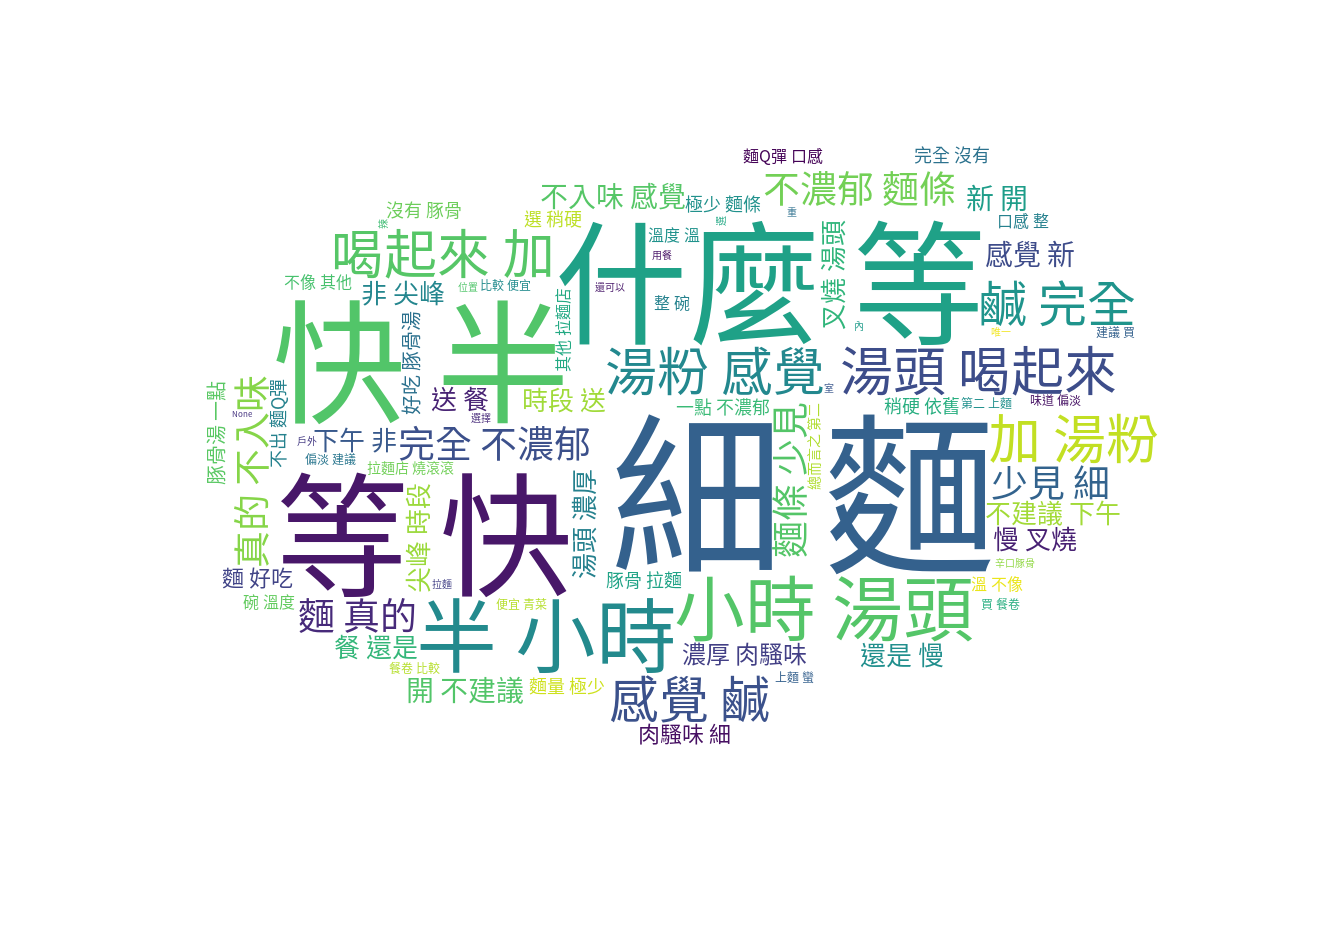 麵Q彈 口感
完全 沒有
不濃郁 麵條
不入味 感覺
極少 麵條
新 開
沒有 豚骨
選 稍硬
重
口感 整
辣
喝起來 加
什麼 等
溫度 溫
用餐
叉燒 湯頭
感覺 新
不像 其他
非 尖峰
位置
比較 便宜
還可以
整 碗
其他 拉麵店
鹹 完全
內
唯一
建議 買
快 半
好吃 豚骨湯
湯粉 感覺
室
湯頭 喝起來
豚骨湯 一點
真的 不入味
None
不出 麵Q彈
送 餐
選擇
時段 送
一點 不濃郁
稍硬 依舊
第二 上麵
味道 偏淡
戶外
下午 非
完全 不濃郁
偏淡 建議
拉麵店 燒滾滾
細 麵
麵條 少見
總而言之 第二
加 湯粉
少見 細
等 快
尖峰 時段
湯頭 濃厚
不建議 下午
慢 叉燒
辛口豚骨
麵 好吃
拉麵
豚骨 拉麵
溫 不像
碗 溫度
便宜 青菜
買 餐卷
麵 真的
半 小時
小時 湯頭
餐 還是
濃厚 肉騷味
還是 慢
餐卷 比較
開 不建議
麵量 極少
感覺 鹹
上麵 蠻
肉騷味 細